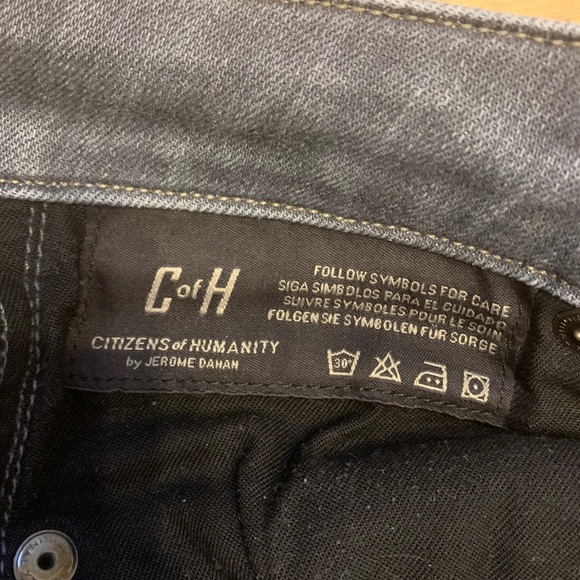 C of H
CITIZENS of HUMANITY
by JEROME DAHAN
FOLLOW SYMBOLS FOR CARE
SIGA SIMBOLOS PARA EL CUIDADO
SUIVRE SYMBOLES POUR LE SOIN
FOLGEN SIE SYMBOLEN FÜR SORGE
30°